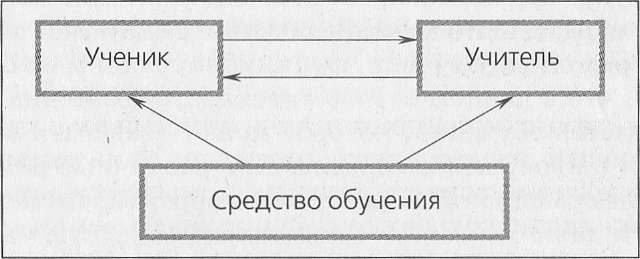 Ученик
Учитель
Средство обучения